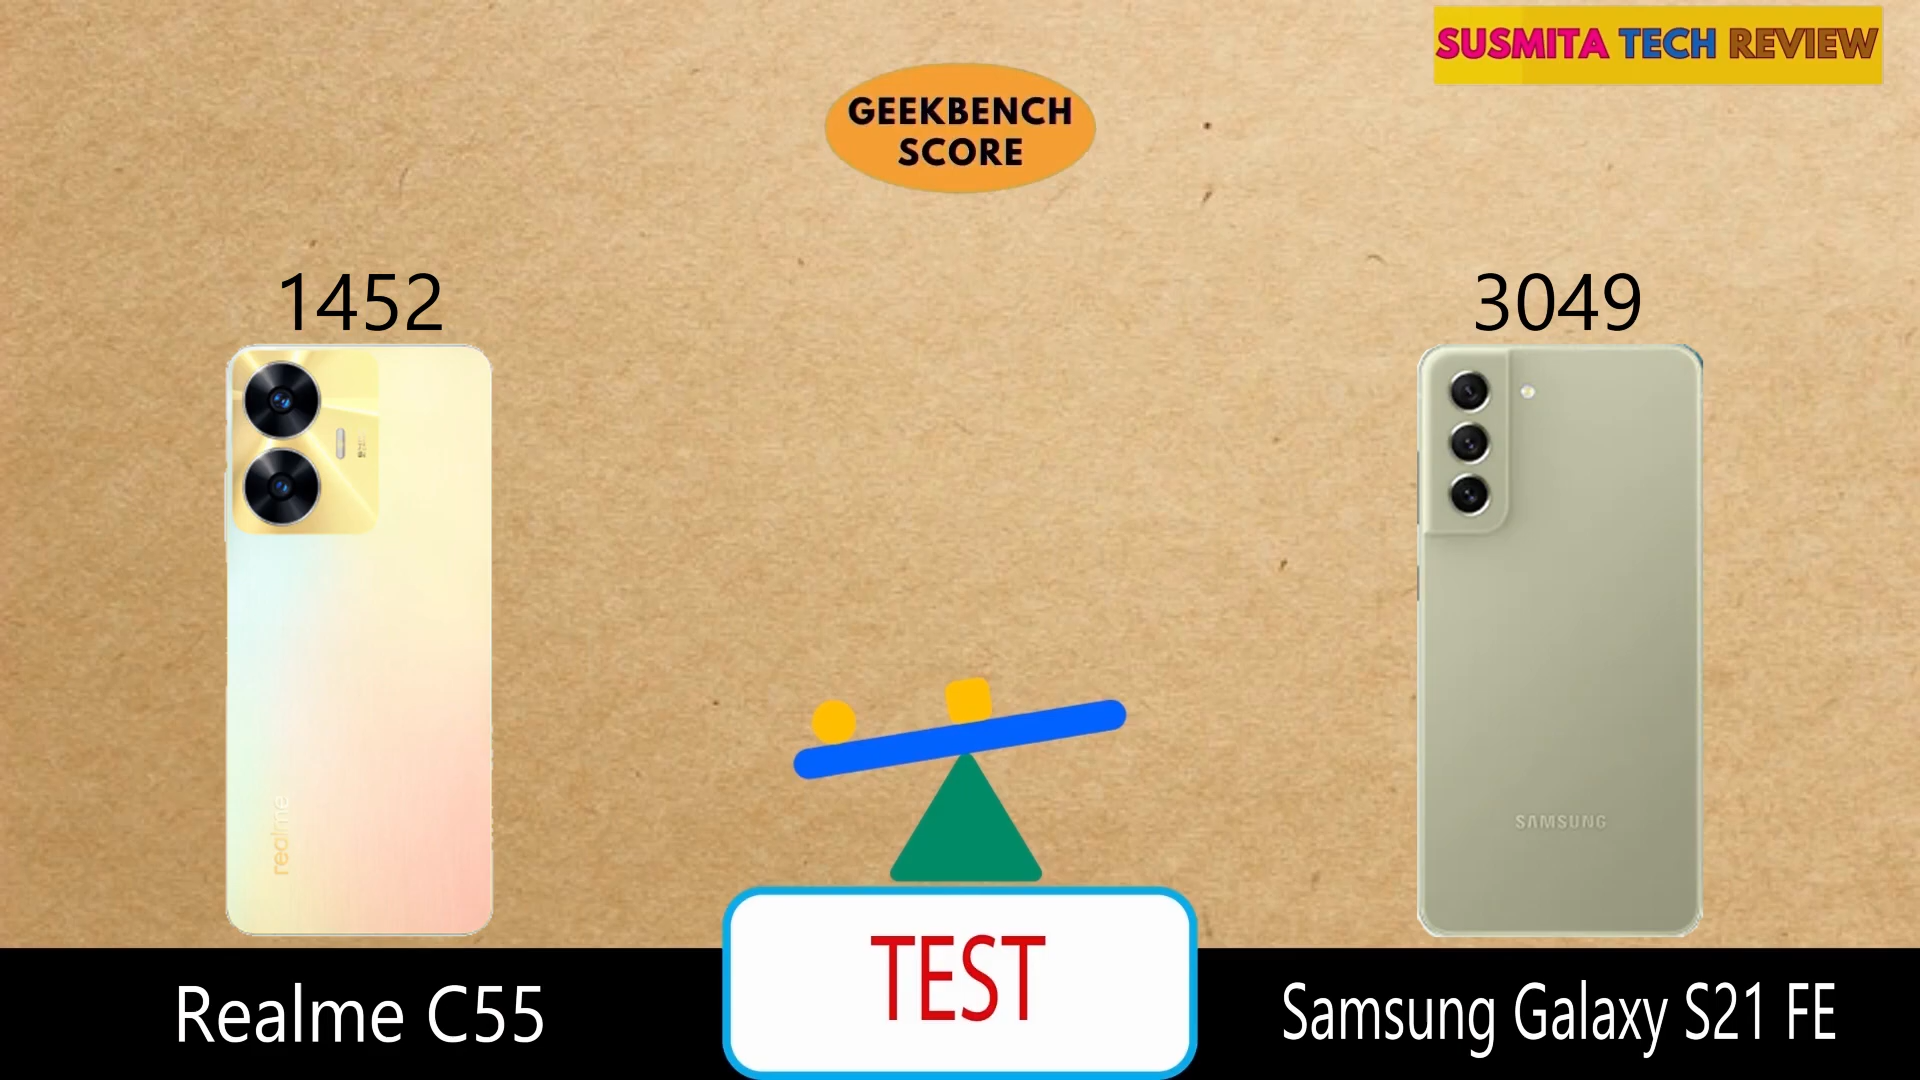 SUSMITA TECH REVIEW
GEEKBENCH
SCORE
1452
3049
realme
SAMSUNG
TEST
Realme C55
Samsung Galaxy S21 FE